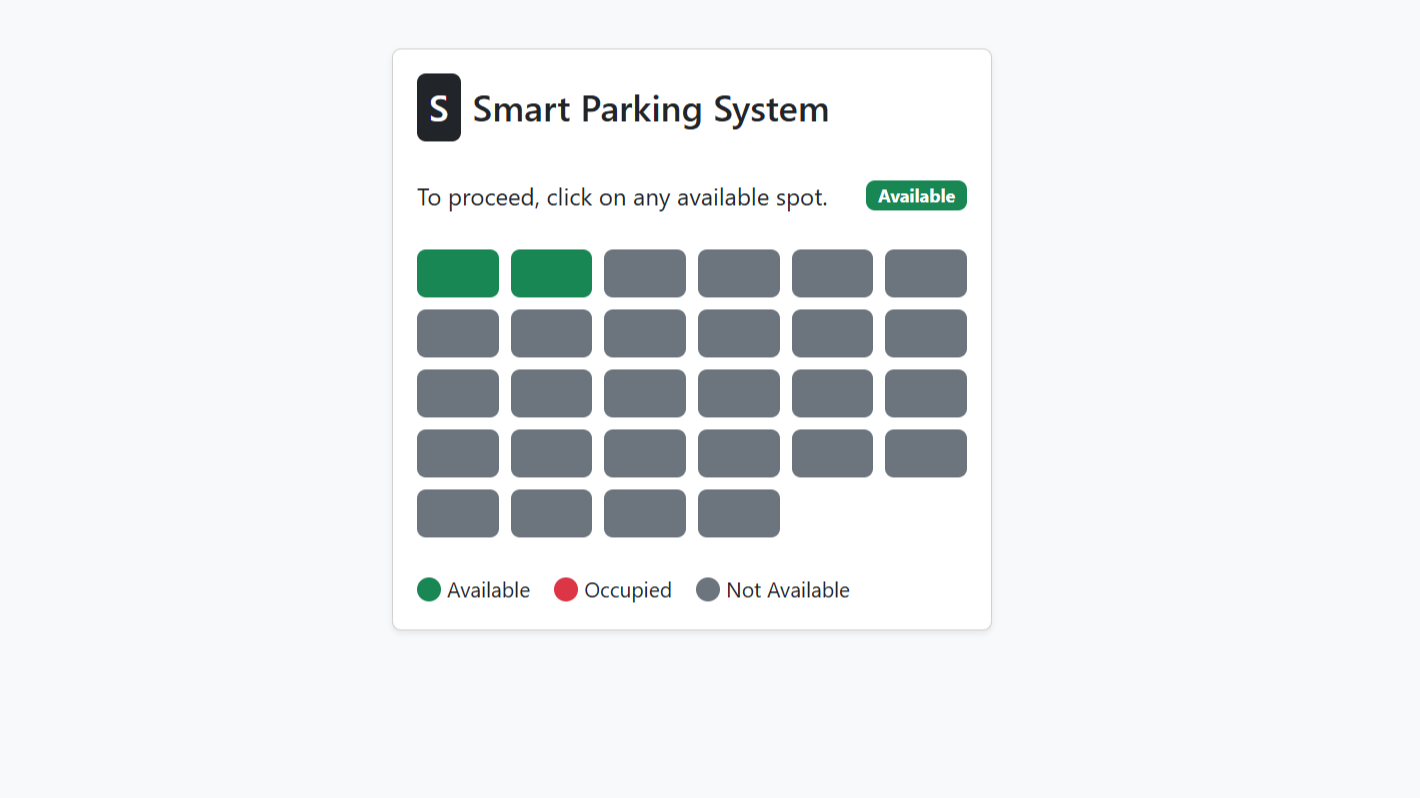 S Smart Parking System
To proceed, click on any available spot. Available
Available Occupied Not Available